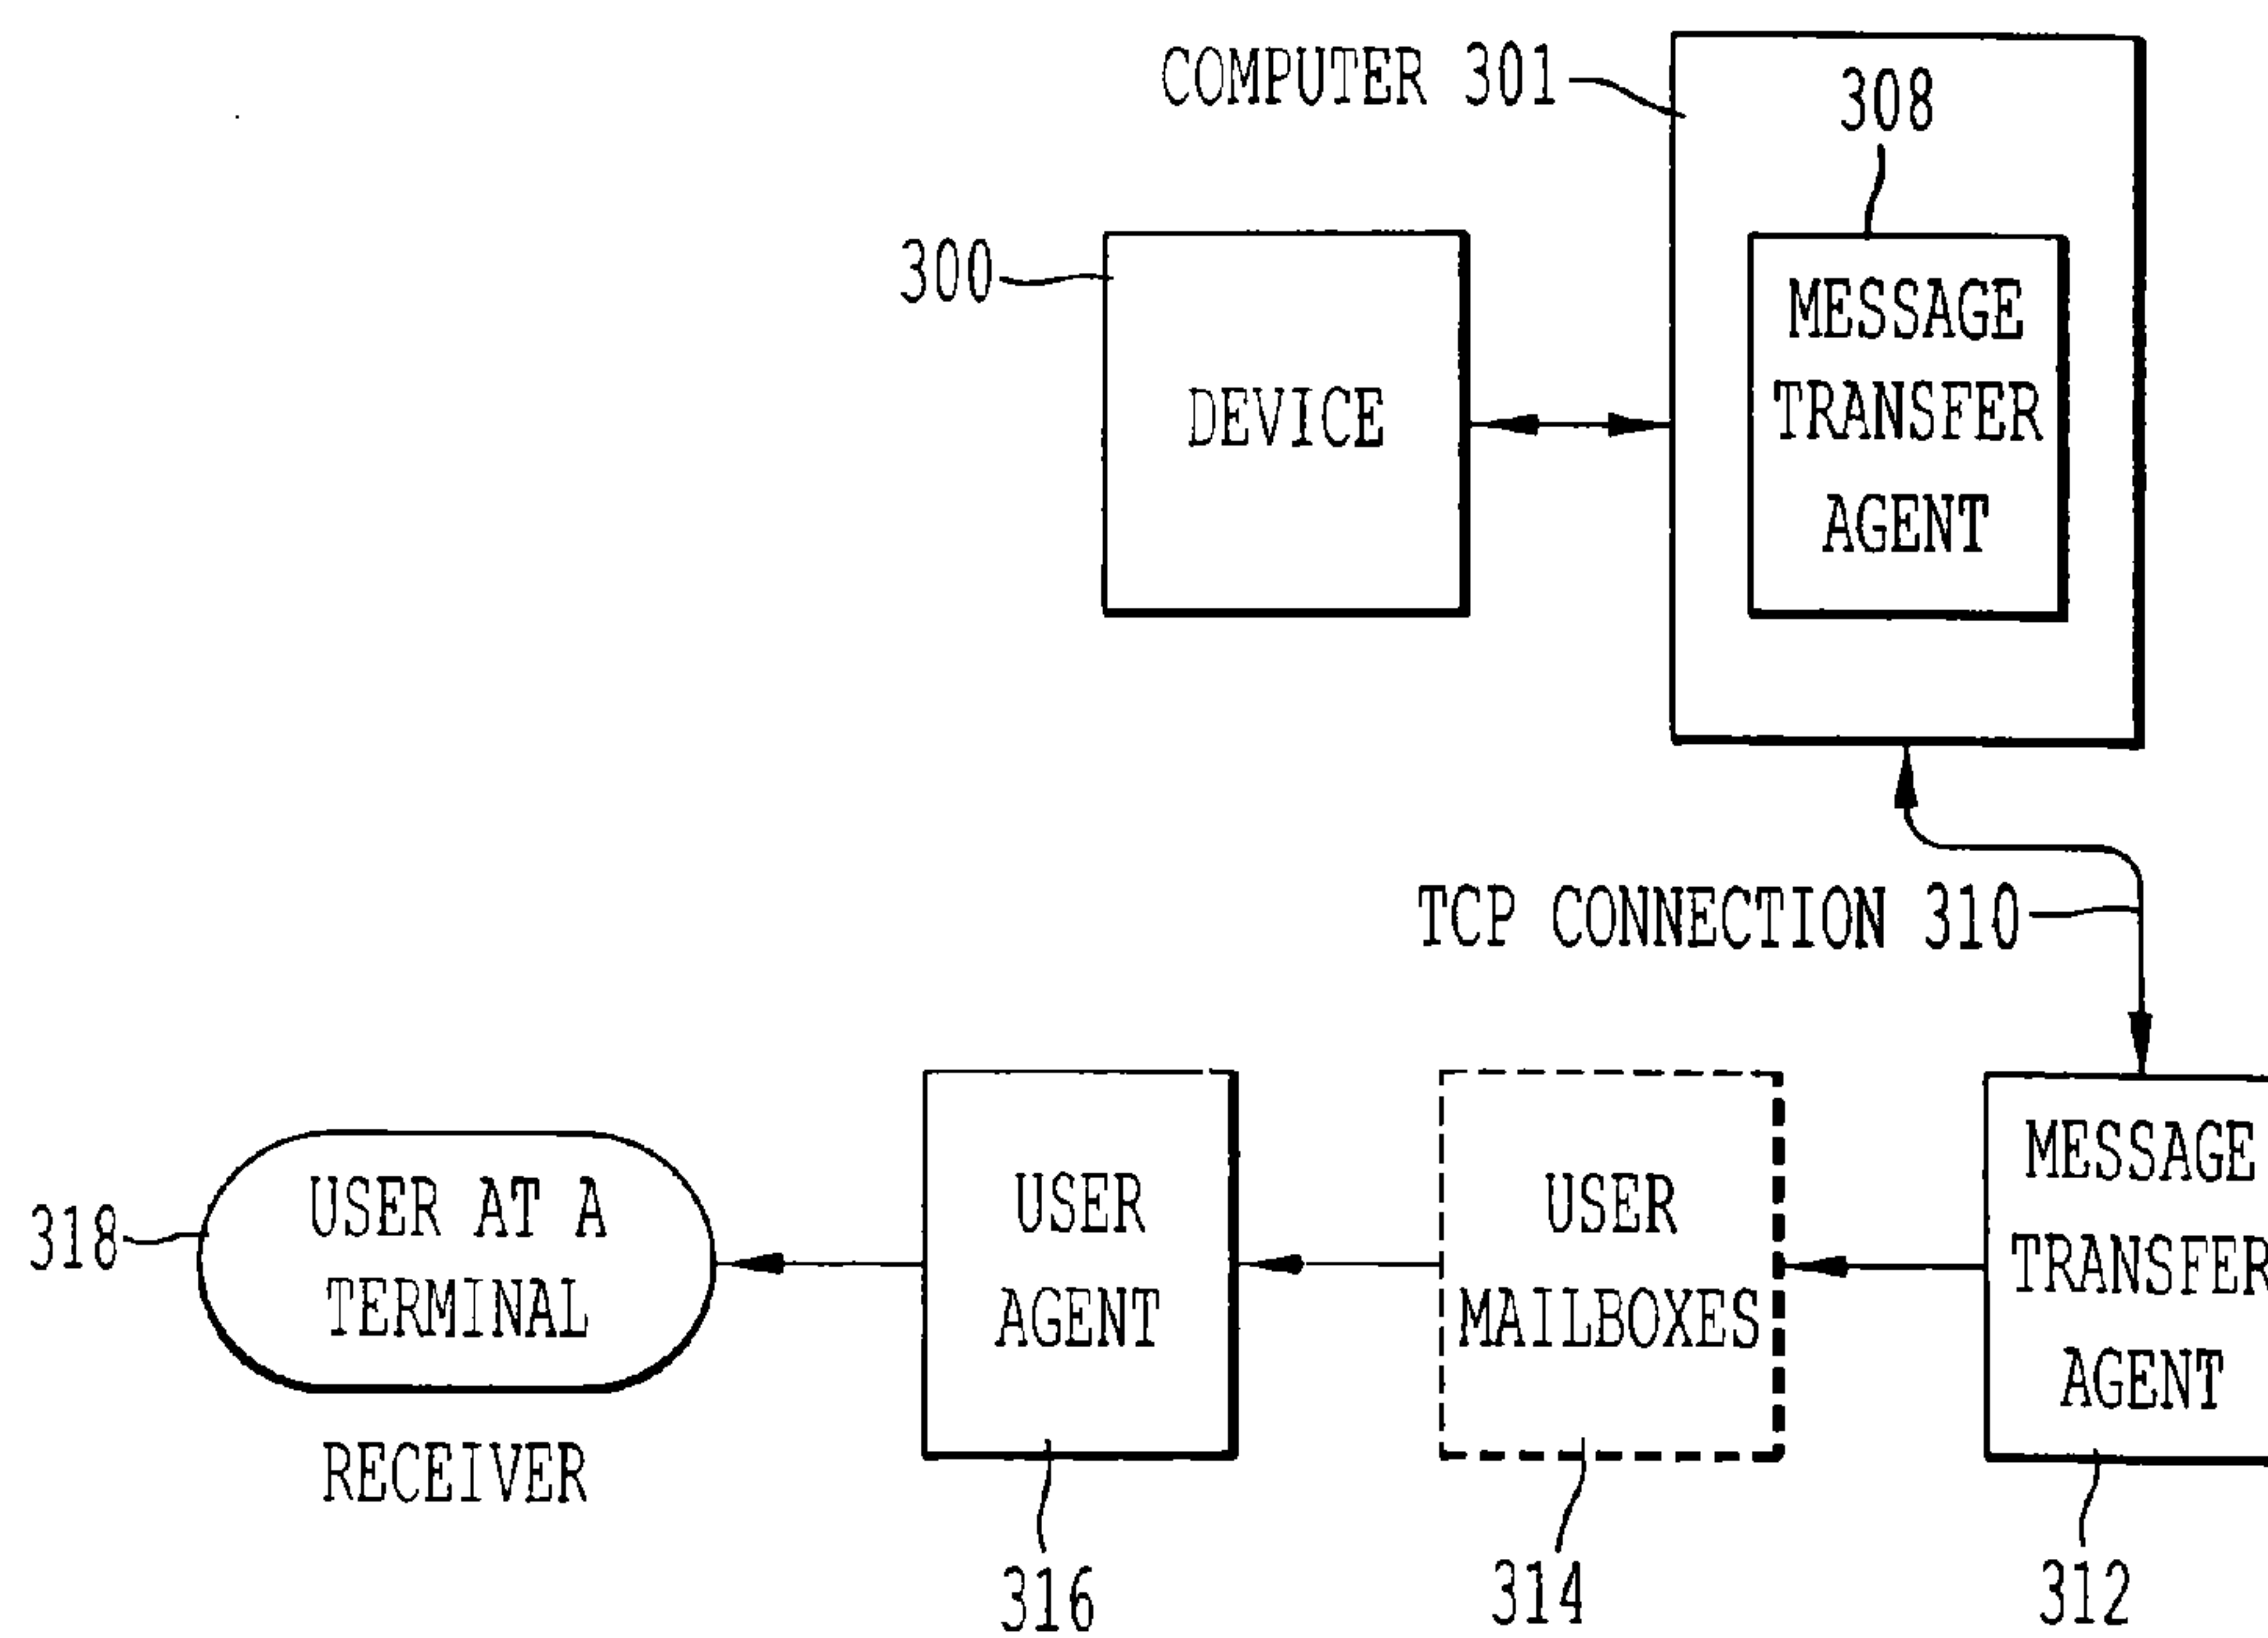 COMPUTER 301
308
300
MESSAGE
TRANSFER
AGENT
DEVICE
TCP CONNECTION 310
318
USER AT A
TERMINAL
RECEIVER
USER
AGENT
316
USER
MAILBOXES
314
MESSAGE
TRANSFER
AGENT
312